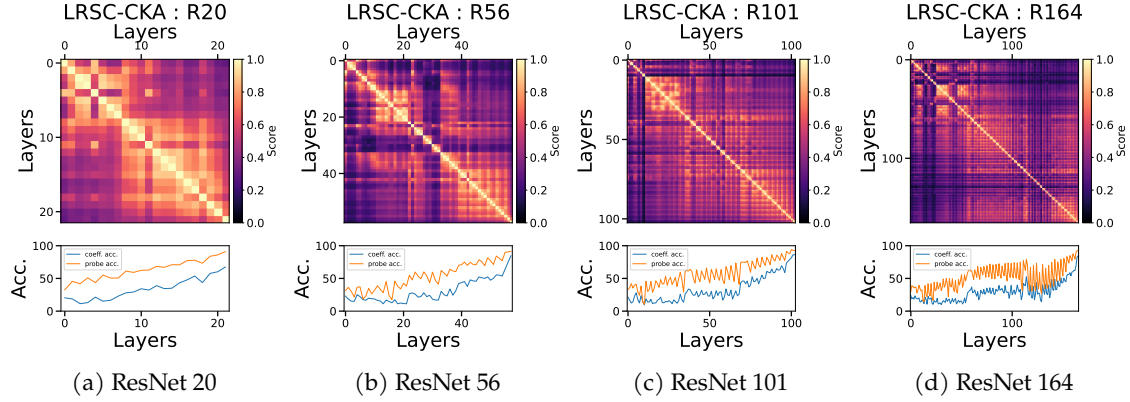 LRSC-CKA : R20
Layers
0 10 20
0
10
20
Layers
1.0
0.8
0.6
0.4
0.2
0.0
Score
100
50
0
Acc.
coeff. acc.
probe acc.
0 10 20
Layers
(a) ResNet 20
LRSC-CKA : R56
Layers
0 20 40
0
20
40
Layers
1.0
0.8
0.6
0.4
0.2
0.0
Score
100
50
0
Acc.
coeff. acc.
probe acc.
0 20 40
Layers
(b) ResNet 56
LRSC-CKA : R101
Layers
0 50 100
0
50
100
Layers
1.0
0.8
0.6
0.4
0.2
0.0
Score
100
50
0
Acc.
coeff. acc.
probe acc.
0 50 100
Layers
(c) ResNet 101
LRSC-CKA : R164
Layers
0 100
0
100
Layers
1.0
0.8
0.6
0.4
0.2
0.0
Score
100
50
0
Acc.
coeff. acc.
probe acc.
0 100
Layers
(d) ResNet 164